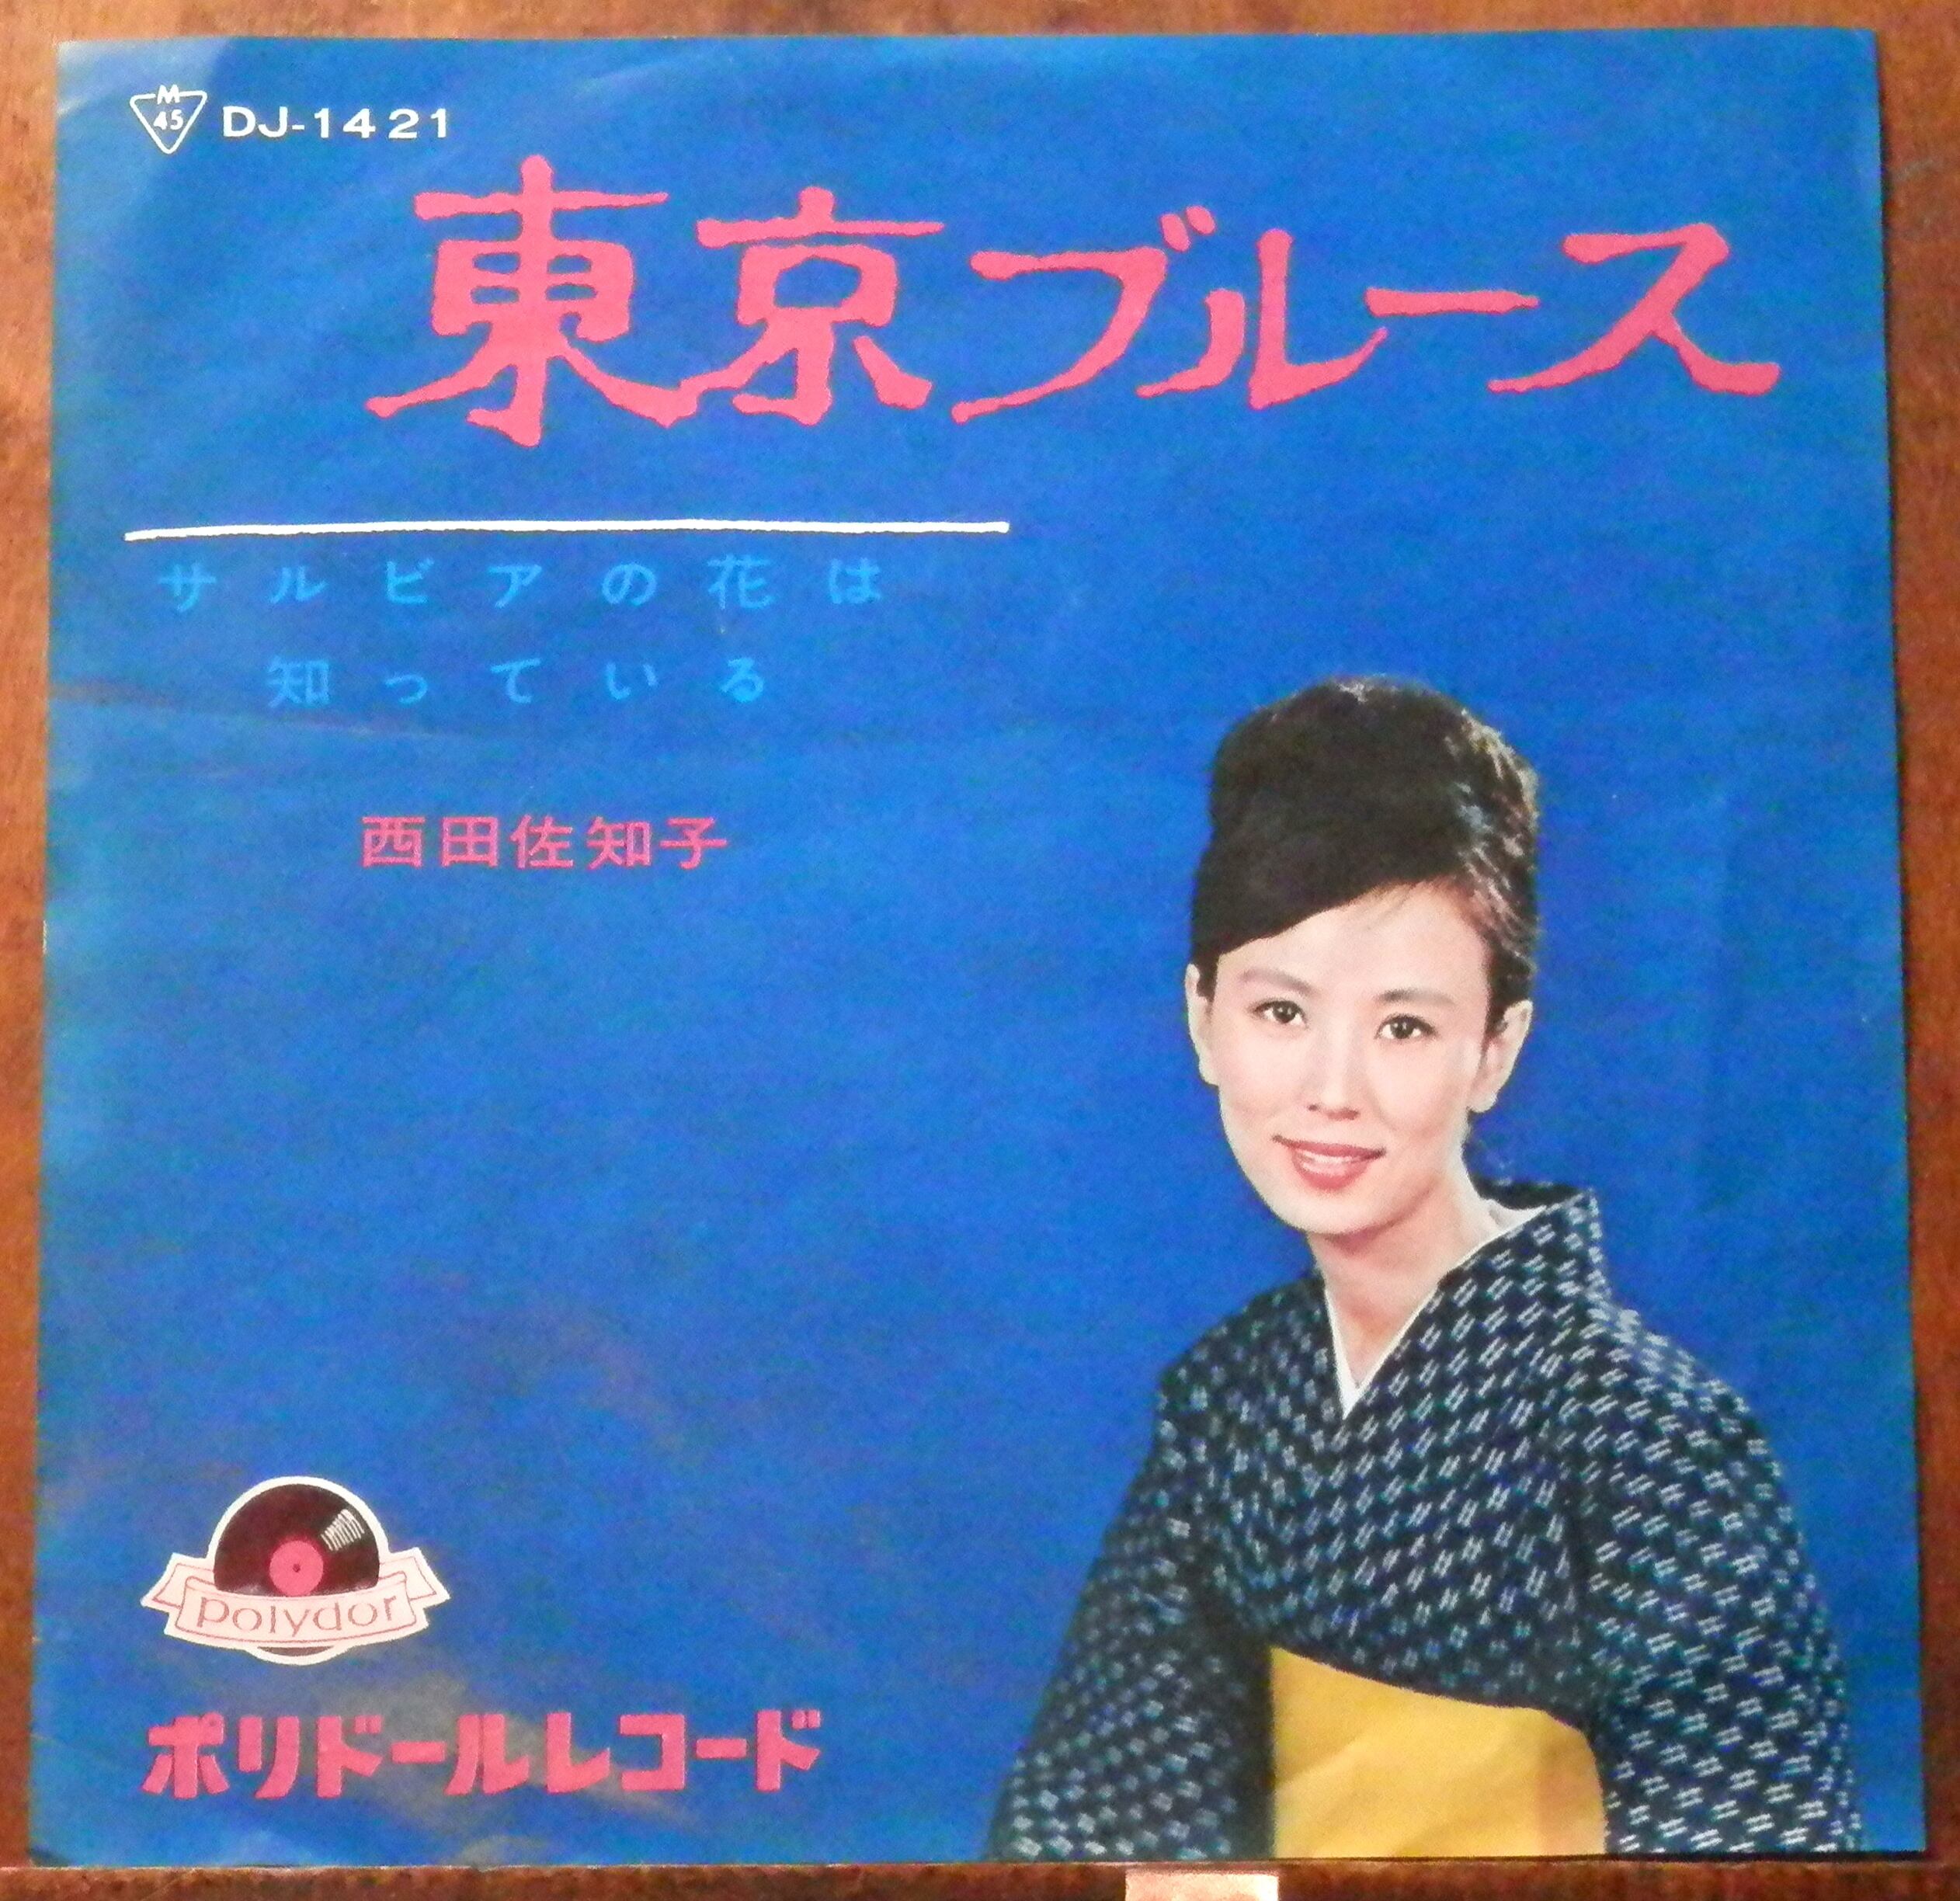 M
45
DJ-1421
東京ブルース
サルビアの花は
知っている
西田佐知子
polydor
ポリドールレコード